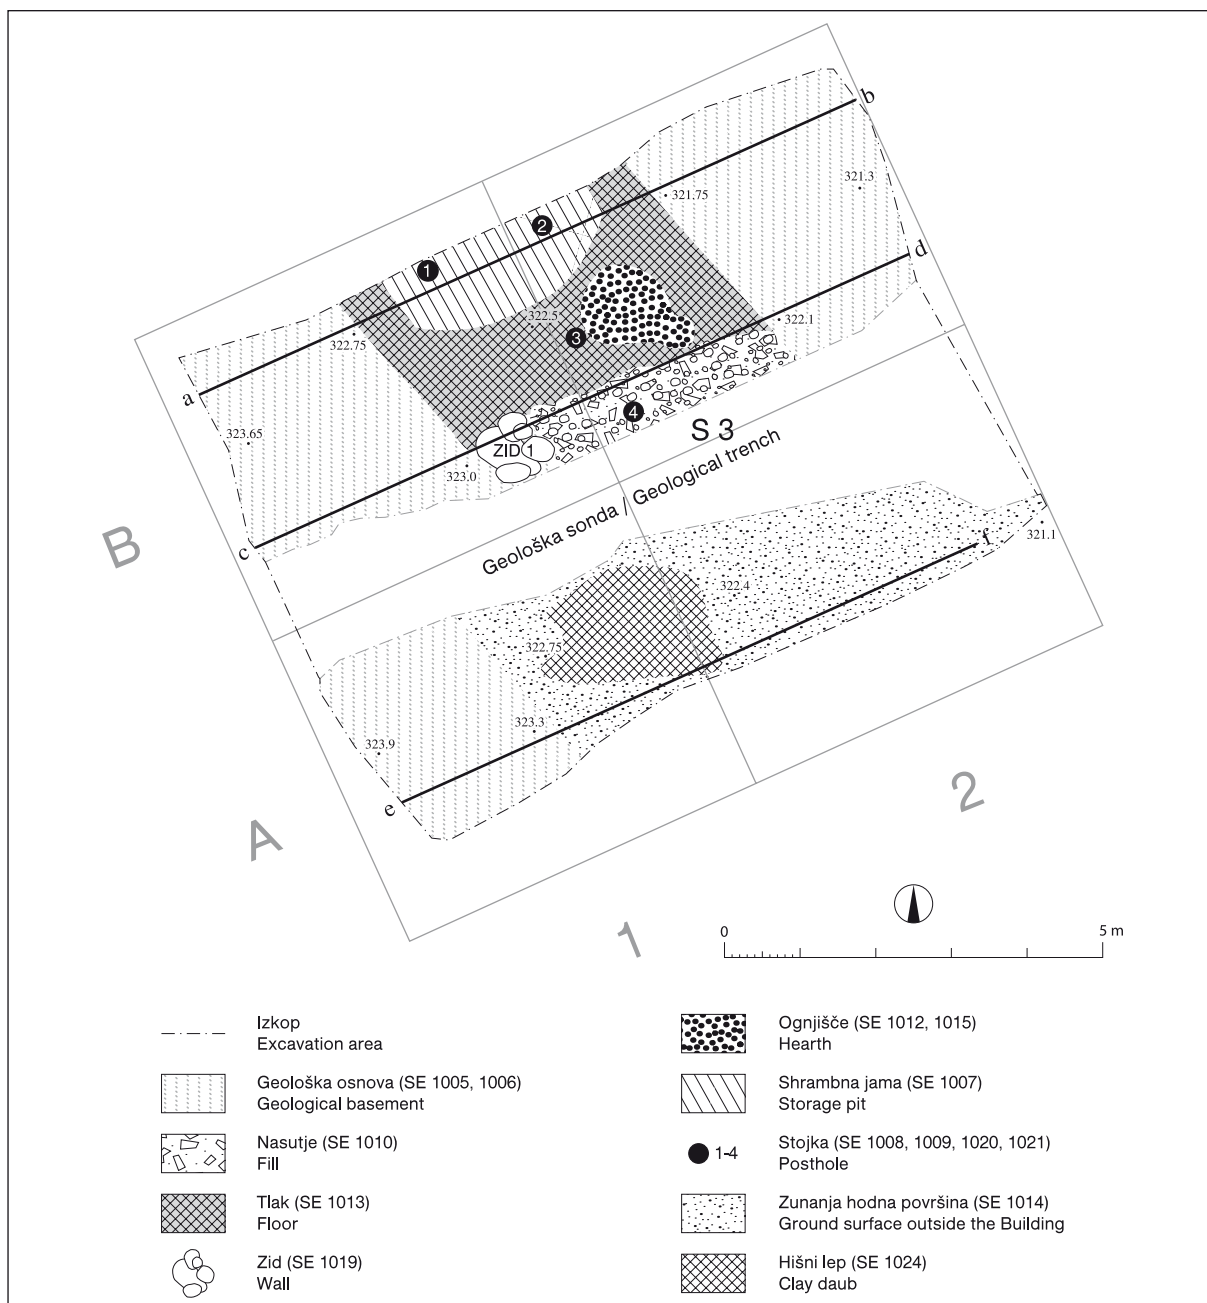 b
321.3
321.75
2
d
1
322.5
322.1
3
322.75
a
4
S 3
323.65
ZID 1
323.0
Geološka sonda / Geological trench
B
c
f
321.1
322.4
322.75
323.3
323.9
2
e
A
1
0
5 m
Izkop
Excavation area
Geološka osnova (SE 1005, 1006)
Geological basement
Nasutje (SE 1010)
Fill
Tlak (SE 1013)
Floor
Zid (SE 1019)
Wall
Ognjišče (SE 1012, 1015)
Hearth
Shrambna jama (SE 1007)
Storage pit
1-4
Stojka (SE 1008, 1009, 1020, 1021)
Posthole
Zunanja hodna površina (SE 1014)
Ground surface outside the Building
Hišni lep (SE 1024)
Clay daub